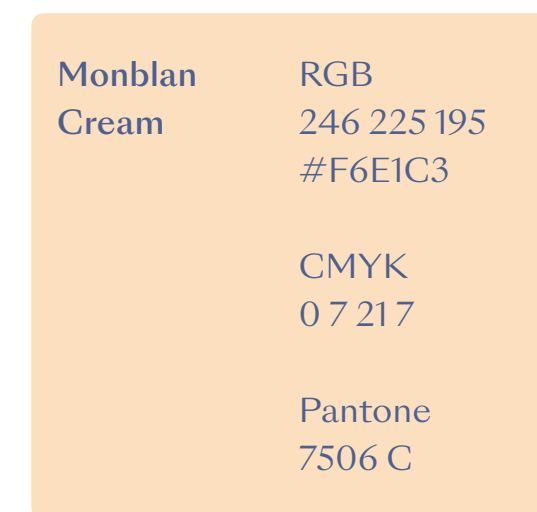 Monblan
Cream
RGB
246 225 195
#F6E1C3
CMYK
0 7 21 7
Pantone
7506 C